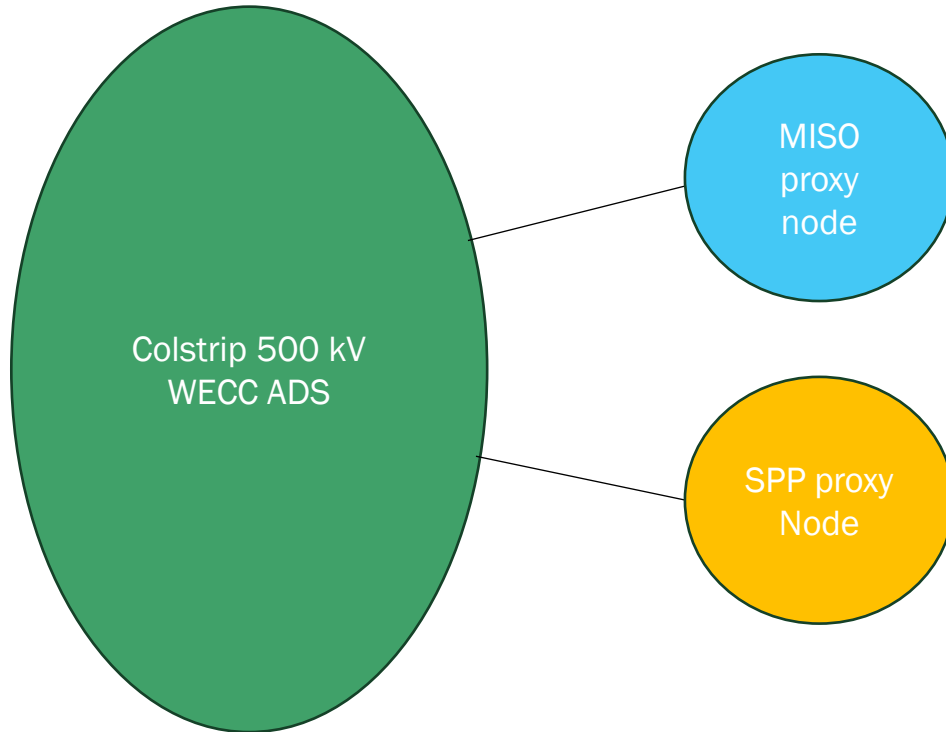 Colstrip 500 kV
WECC ADS
MISO
proxy
node
SPP proxy
Node